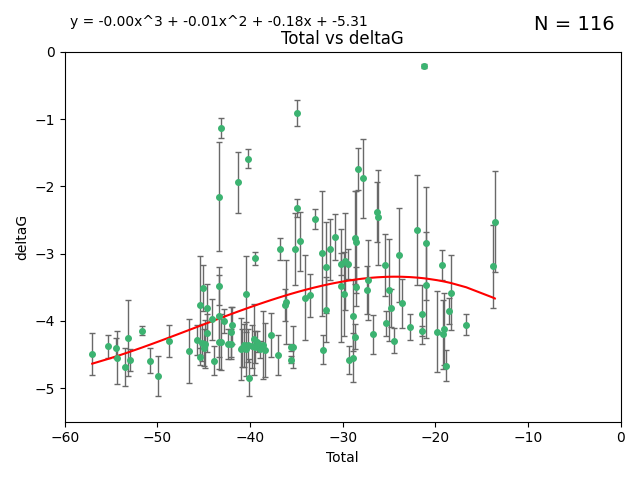 y = -0.00x^3 + -0.01x^2 + -0.18x + -5.31
N = 116
Total vs deltaG
0
−1
−2
−3
−4
−5
deltaG
−60 −50 −40 −30 −20 −10 0
Total